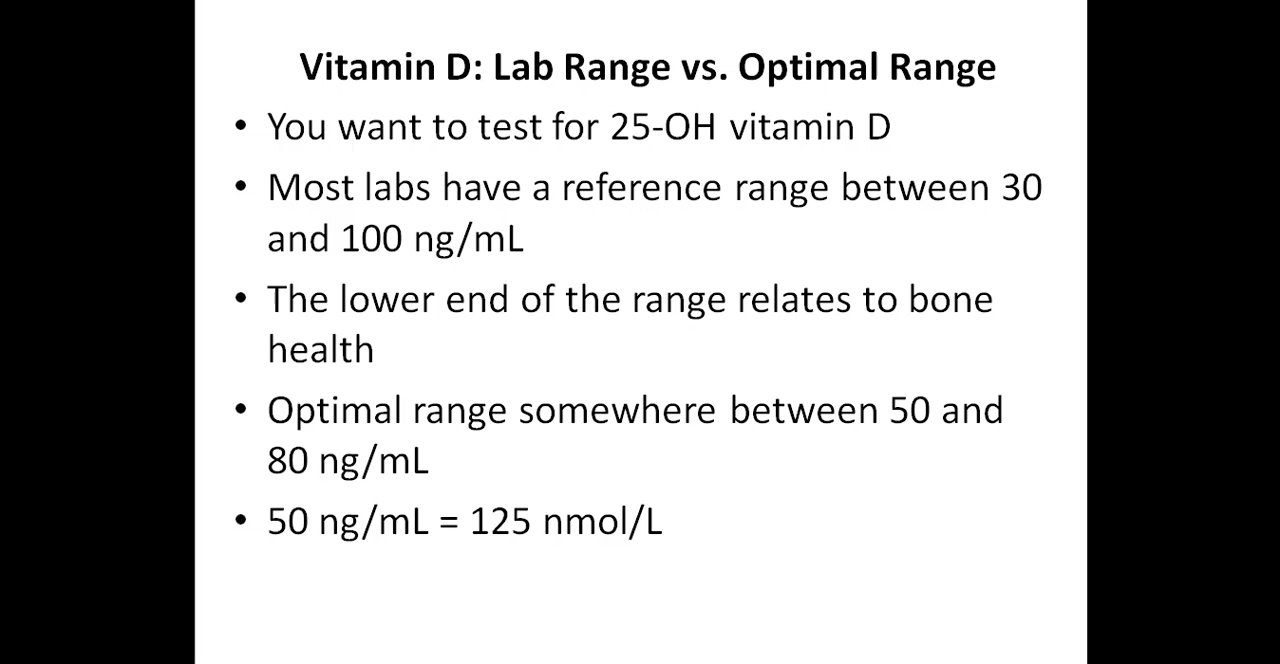 Vitamin D: Lab Range vs. Optimal Range
• You want to test for 25-OH vitamin D
• Most labs have a reference range between 30
and 100 ng/mL
• The lower end of the range relates to bone
health
• Optimal range somewhere between 50 and
80 ng/mL
• 50 ng/mL = 125 nmol/L